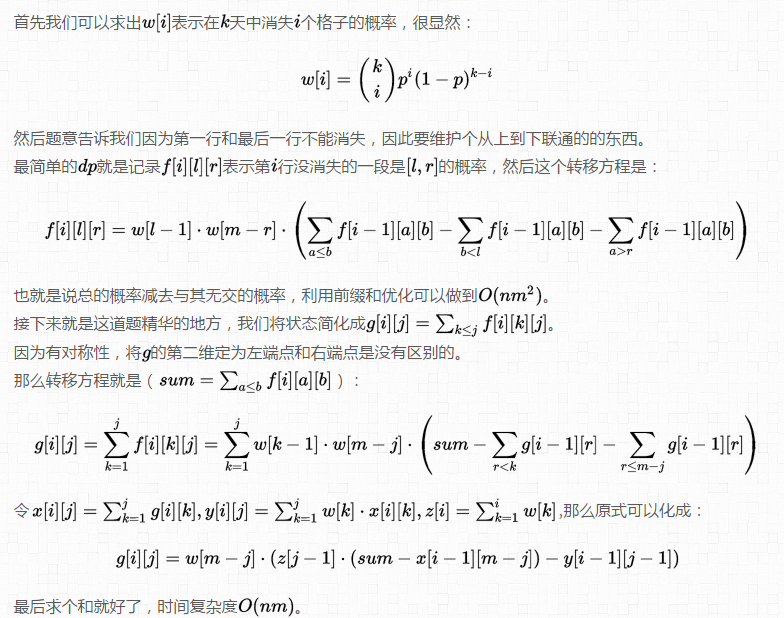 首先我们可以求出w[i]表示在k天中消失i个格子的概率，很显然：
w[i] = \binom{k}{i} p^i (1 − p)^{k−i}
然后题意告诉我们因为第一行和最后一行不能消失，因此要维护个从上到下联通的的东西。
最简单的dp就是记录f[i][l][r]表示第i行没消失的一段是[l, r]的概率，然后这个转移方程是：
f[i][l][r] = w[l − 1] · w[m − r] · \left( \sum_{a≤b} f[i − 1][a][b] − \sum_{b<l} f[i − 1][a][b] − \sum_{a>r} f[i − 1][a][b] \right)
也就是说总的概率减去与其无交的概率，利用前缀和优化可以做到O(nm^2)。
接下来就是这道题精华的地方，我们将状态简化成g[i][j] = \sum_{k≤j} f[i][k][j]。
因为有对称性，将g的第二维定为左端点和右端点是没有区别的。
那么转移方程就是（ sum = \sum_{a≤b} f[i][a][b] ）：
g[i][j] = \sum_{k=1}^{j} f[i][k][j] = \sum_{k=1}^{j} w[k − 1] · w[m − j] · \left( sum − \sum_{r<k} g[i − 1][r] − \sum_{r≤m−j} g[i − 1][r] \right)
令x[i][j] = \sum_{k=1}^{j} g[i][k], y[i][j] = \sum_{k=1}^{j} w[k] · x[i][k], z[i] = \sum_{k=1}^{i} w[k],那么原式可以化成：
g[i][j] = w[m − j] · (z[j − 1] · (sum − x[i − 1][m − j]) − y[i − 1][j − 1])
最后求个和就好了，时间复杂度O(nm)。